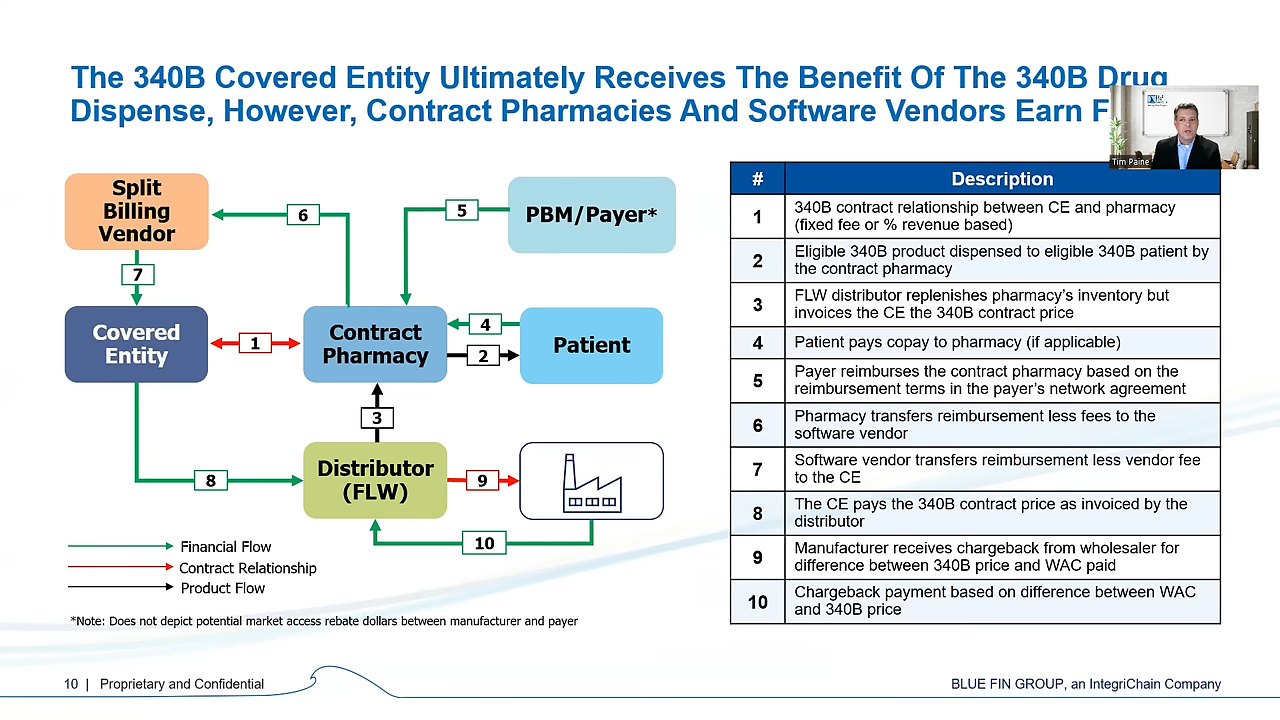 The 340B Covered Entity Ultimately Receives The Benefit Of The 340B Drug
Dispense, However, Contract Pharmacies And Software Vendors Earn
Tim Paine
Split
Billing
Vendor
6
5
PBM/Payer*
7
Covered
Entity
1
Contract
Pharmacy
4
2
Patient
3
8
Distributor
(FLW)
9
10
Financial Flow
Contract Relationship
Product Flow
*Note: Does not depict potential market access rebate dollars between manufacturer and payer
# Description
1 340B contract relationship between CE and pharmacy
(fixed fee or % revenue based)
2 Eligible 340B product dispensed to eligible 340B patient by
the contract pharmacy
3 FLW distributor replenishes pharmacy's inventory but
invoices the CE the 340B contract price
4 Patient pays copay to pharmacy (if applicable)
5 Payer reimburses the contract pharmacy based on the
reimbursement terms in the payer's network agreement
6 Pharmacy transfers reimbursement less fees to the
software vendor
7 Software vendor transfers reimbursement less vendor fee
to the CE
8 The CE pays the 340B contract price as invoiced by the
distributor
9 Manufacturer receives chargeback from wholesaler for
difference between 340B price and WAC paid
10 Chargeback payment based on difference between WAC
and 340B price
10 | Proprietary and Confidential
BLUE FIN GROUP, an IntegriChain Company